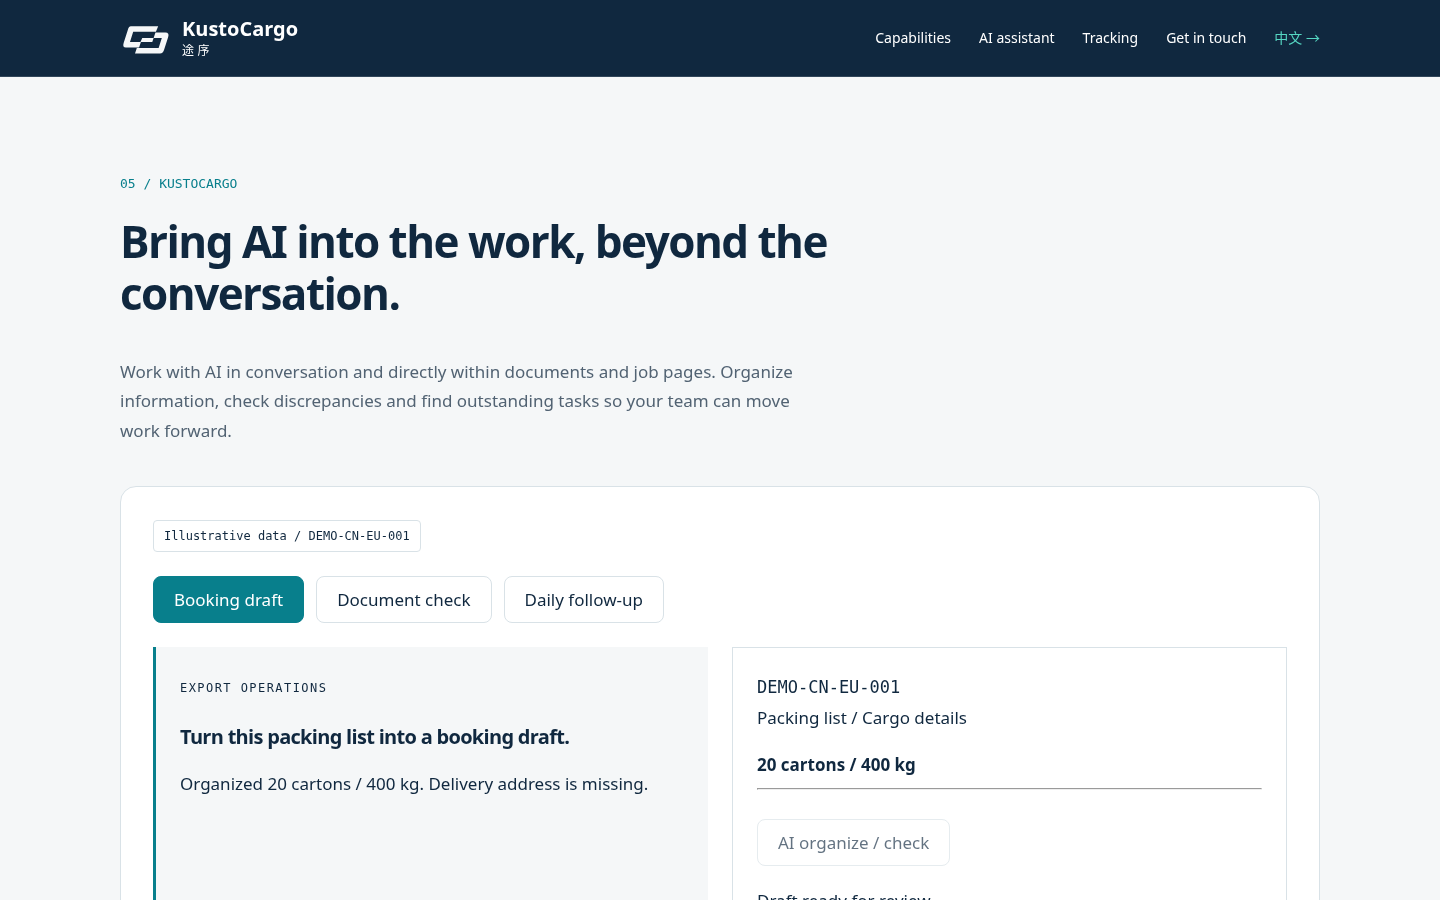 KustoCargo
途序
Capabilities
AI assistant
Tracking
Get in touch
中文 →
05 / KUSTOCARGO
Bring AI into the work, beyond the
conversation.
Work with AI in conversation and directly within documents and job pages. Organize
information, check discrepancies and find outstanding tasks so your team can move
work forward.
Illustrative data / DEMO-CN-EU-001
Booking draft
Document check
Daily follow-up
EXPORT OPERATIONS
Turn this packing list into a booking draft.
Organized 20 cartons / 400 kg. Delivery address is missing.
DEMO-CN-EU-001
Packing list / Cargo details
20 cartons / 400 kg
AI organize / check
Draft ready for review